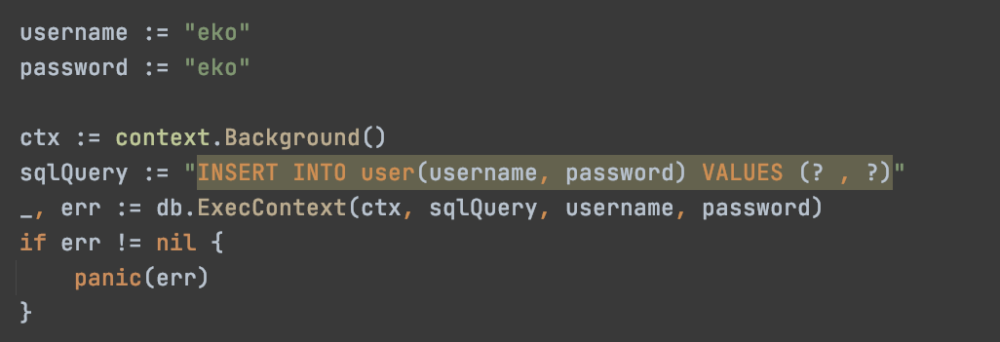 username := "eko"
password := "eko"
ctx := context.Background()
sqlQuery := "INSERT INTO user(username, password) VALUES (? , ?)"
_, err := db.ExecContext(ctx, sqlQuery, username, password)
if err != nil {
    panic(err)
}